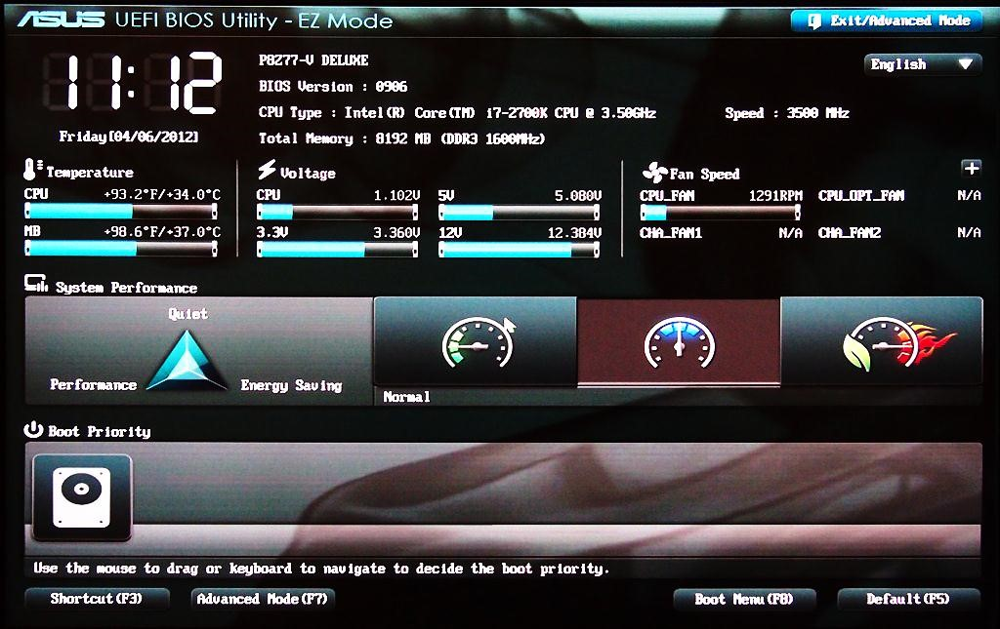 ASUS UEFI BIOS Utility - EZ Mode
Exit/Advanced Mode
11:12
Friday[04/06/2012]
P8Z77-V DELUXE
English
BIOS Version : 0906
CPU Type : Intel(R) Core(TM) i7-2700K CPU @ 3.50GHz
Speed : 3500 MHz
Total Memory : 8192 MB (DDR3 1600MHz)
Temperature
CPU +93.2°F/+34.0°C
MB +98.6°F/+37.0°C
Voltage
CPU 1.102V 5V 5.080V
3.3V 3.360V 12V 12.384V
Fan Speed
CPU_FAN 1291RPM CPU_OPT_FAN N/A
CHA_FAN1 N/A CHA_FAN2 N/A
System Performance
Quiet
Performance
Energy Saving
Normal
Boot Priority
Use the mouse to drag or keyboard to navigate to decide the boot priority.
Shortcut(F3)
Advanced Mode(F7)
Boot Menu(F8)
Default(F5)